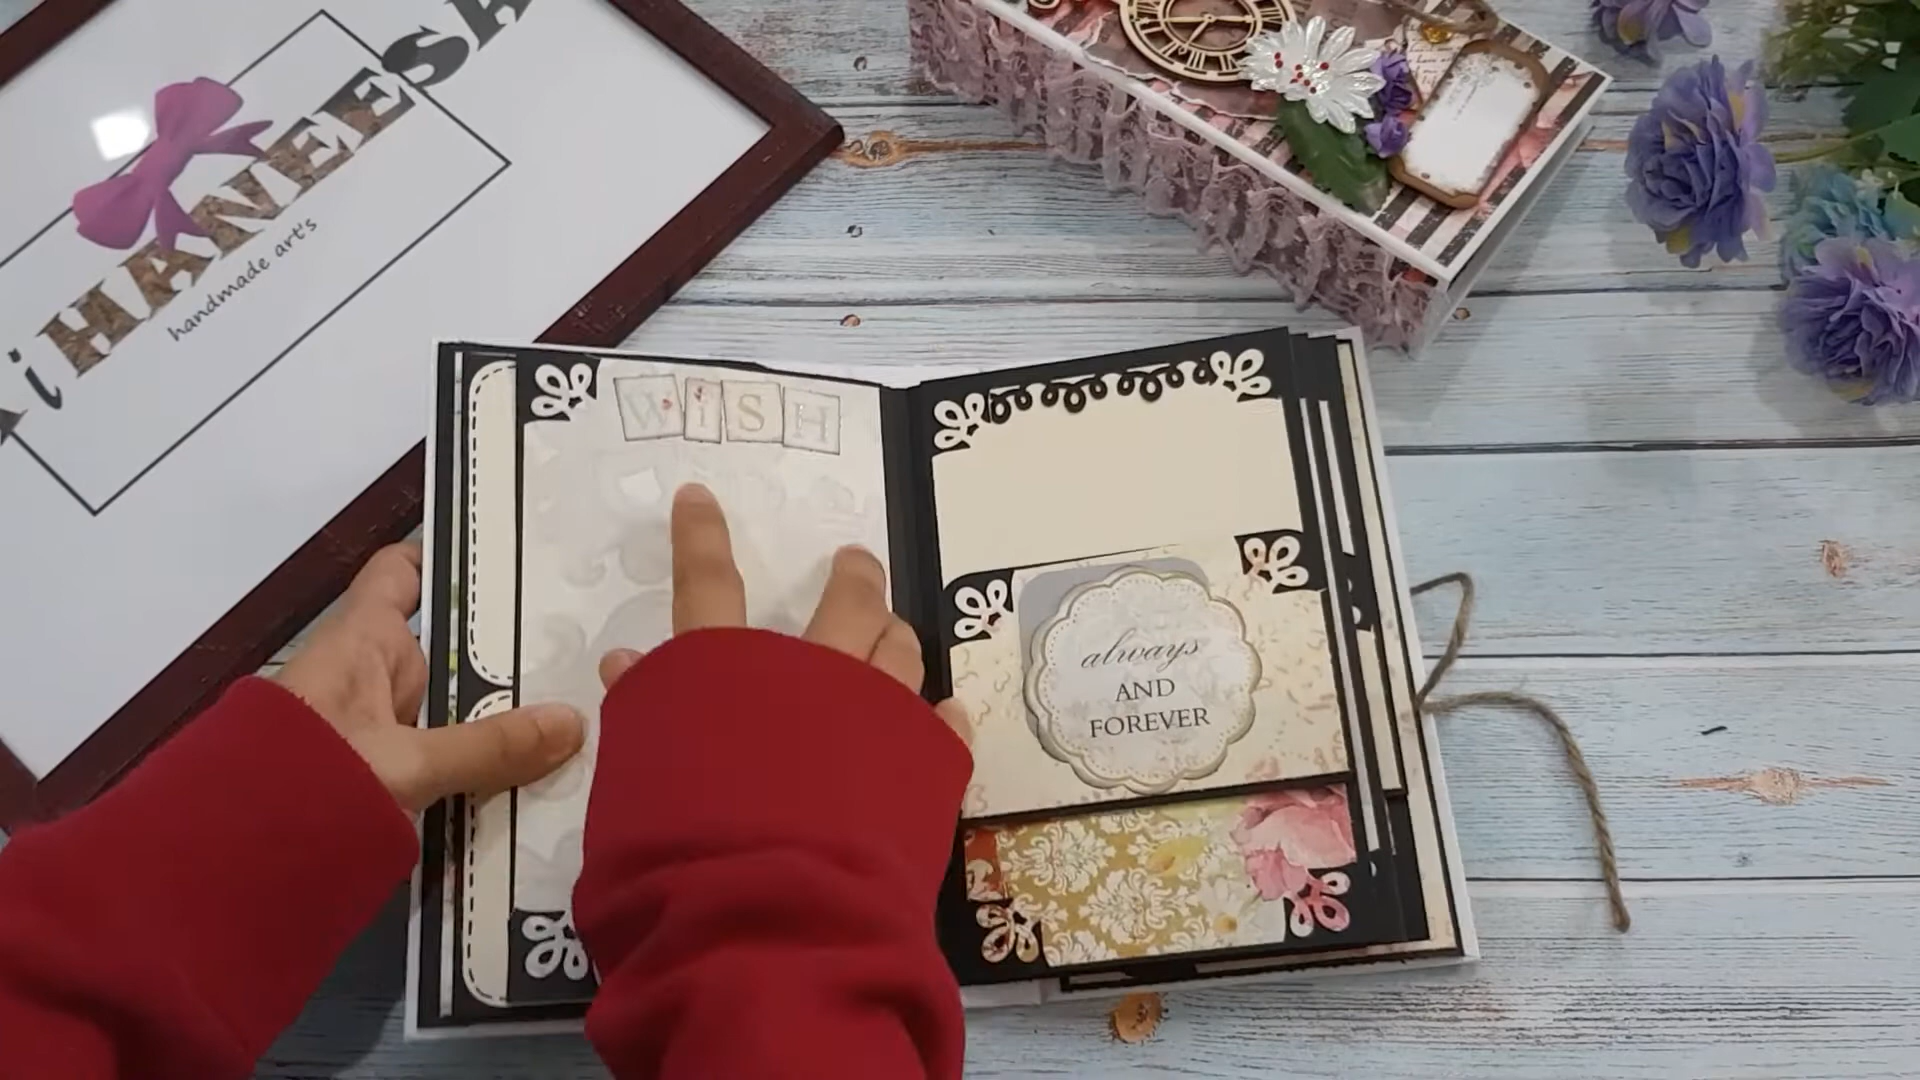 i HANEESA
handmade art's
WiSH
always
AND
FOREVER